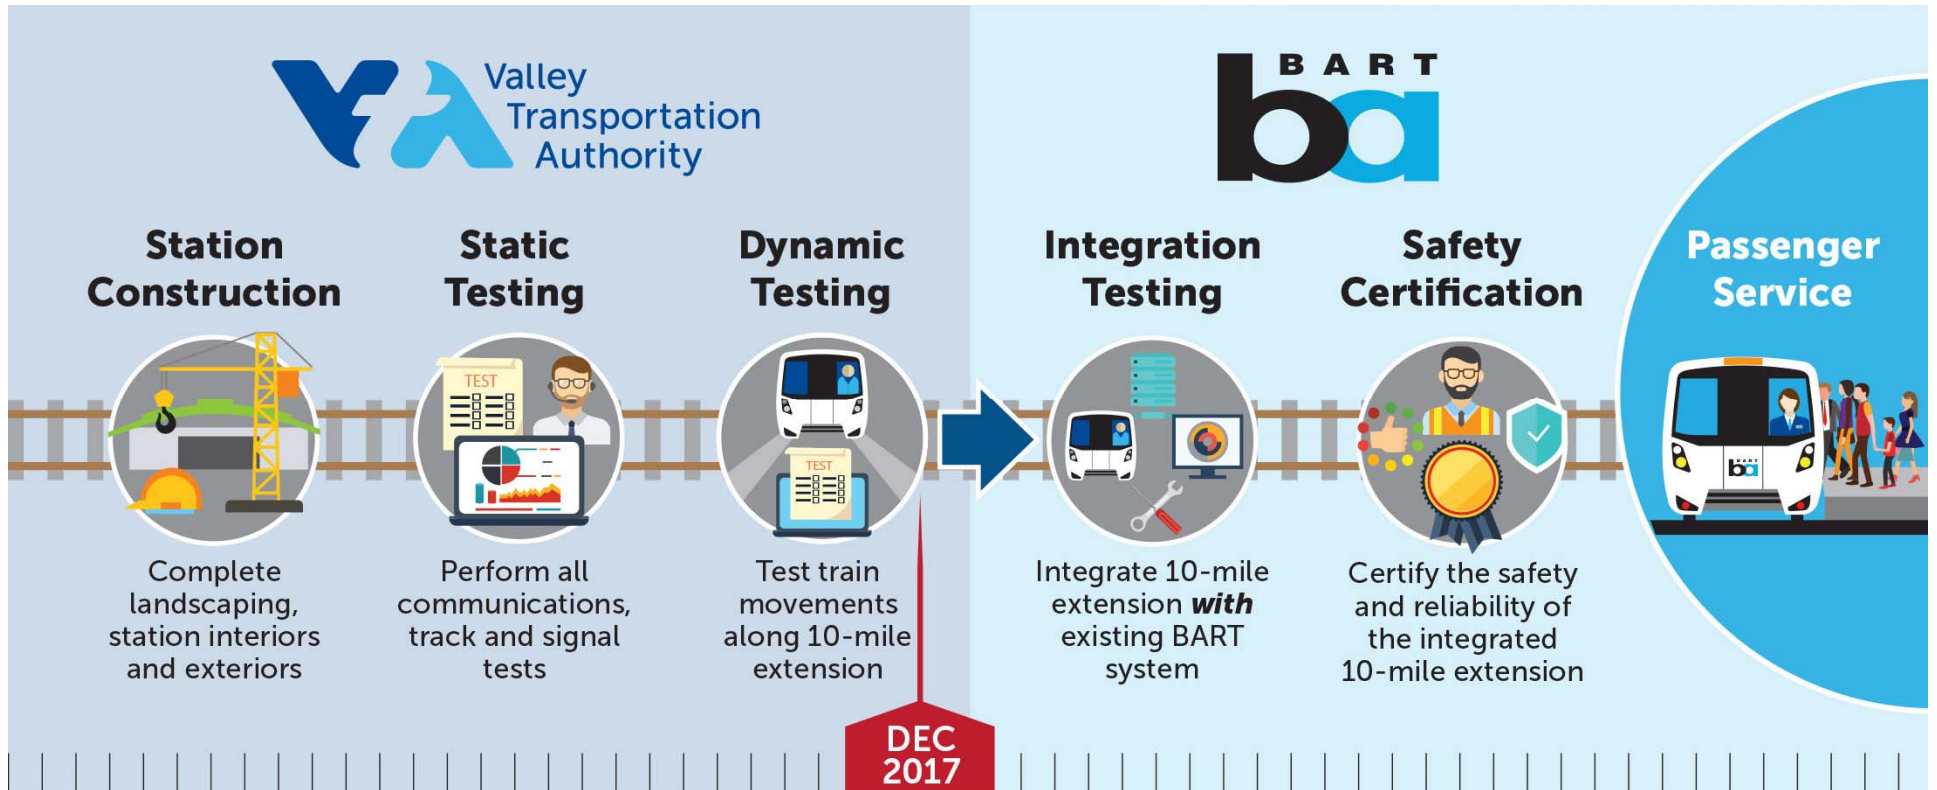 Valley
Transportation
Authority
BART
ba
Station
Construction
Static
Testing
Dynamic
Testing
Integration
Testing
Safety
Certification
Passenger
Service
TEST
TEST
BART
ba
Complete
landscaping,
station interiors
and exteriors
Perform all
communications,
track and signal
tests
Test train
movements
along 10-mile
extension
Integrate 10-mile
extension with
existing BART
system
Certify the safety
and reliability of
the integrated
10-mile extension
DEC
2017